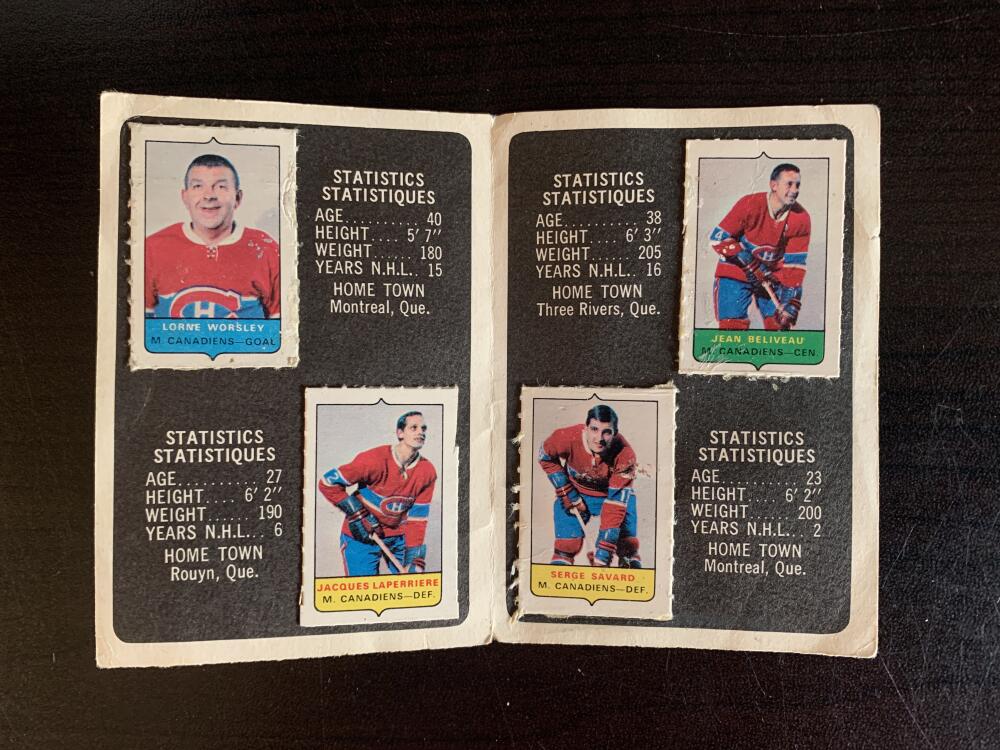 LORNE WORSLEY
M. CANADIENS—GOAL
STATISTICS
STATISTIQUES
AGE........... 40
HEIGHT.... 5' 7"
WEIGHT...... 180
YEARS N.H.L.. 15
HOME TOWN
Montreal, Que.
STATISTICS
STATISTIQUES
AGE........... 27
HEIGHT.... 6' 2"
WEIGHT...... 190
YEARS N.H.L... 6
HOME TOWN
Rouyn, Que.
2
JACQUES LAPERRIERE
M. CANADIENS—DEF.
STATISTICS
STATISTIQUES
AGE........... 38
HEIGHT.... 6' 3"
WEIGHT...... 205
YEARS N.H.L.. 16
HOME TOWN
Three Rivers, Que.
4
JEAN BELIVEAU
M. CANADIENS—CEN.
SERGE SAVARD
M. CANADIENS—DEF.
STATISTICS
STATISTIQUES
AGE........... 23
HEIGHT.... 6' 2"
WEIGHT...... 200
YEARS N.H.L... 2
HOME TOWN
Montreal, Que.